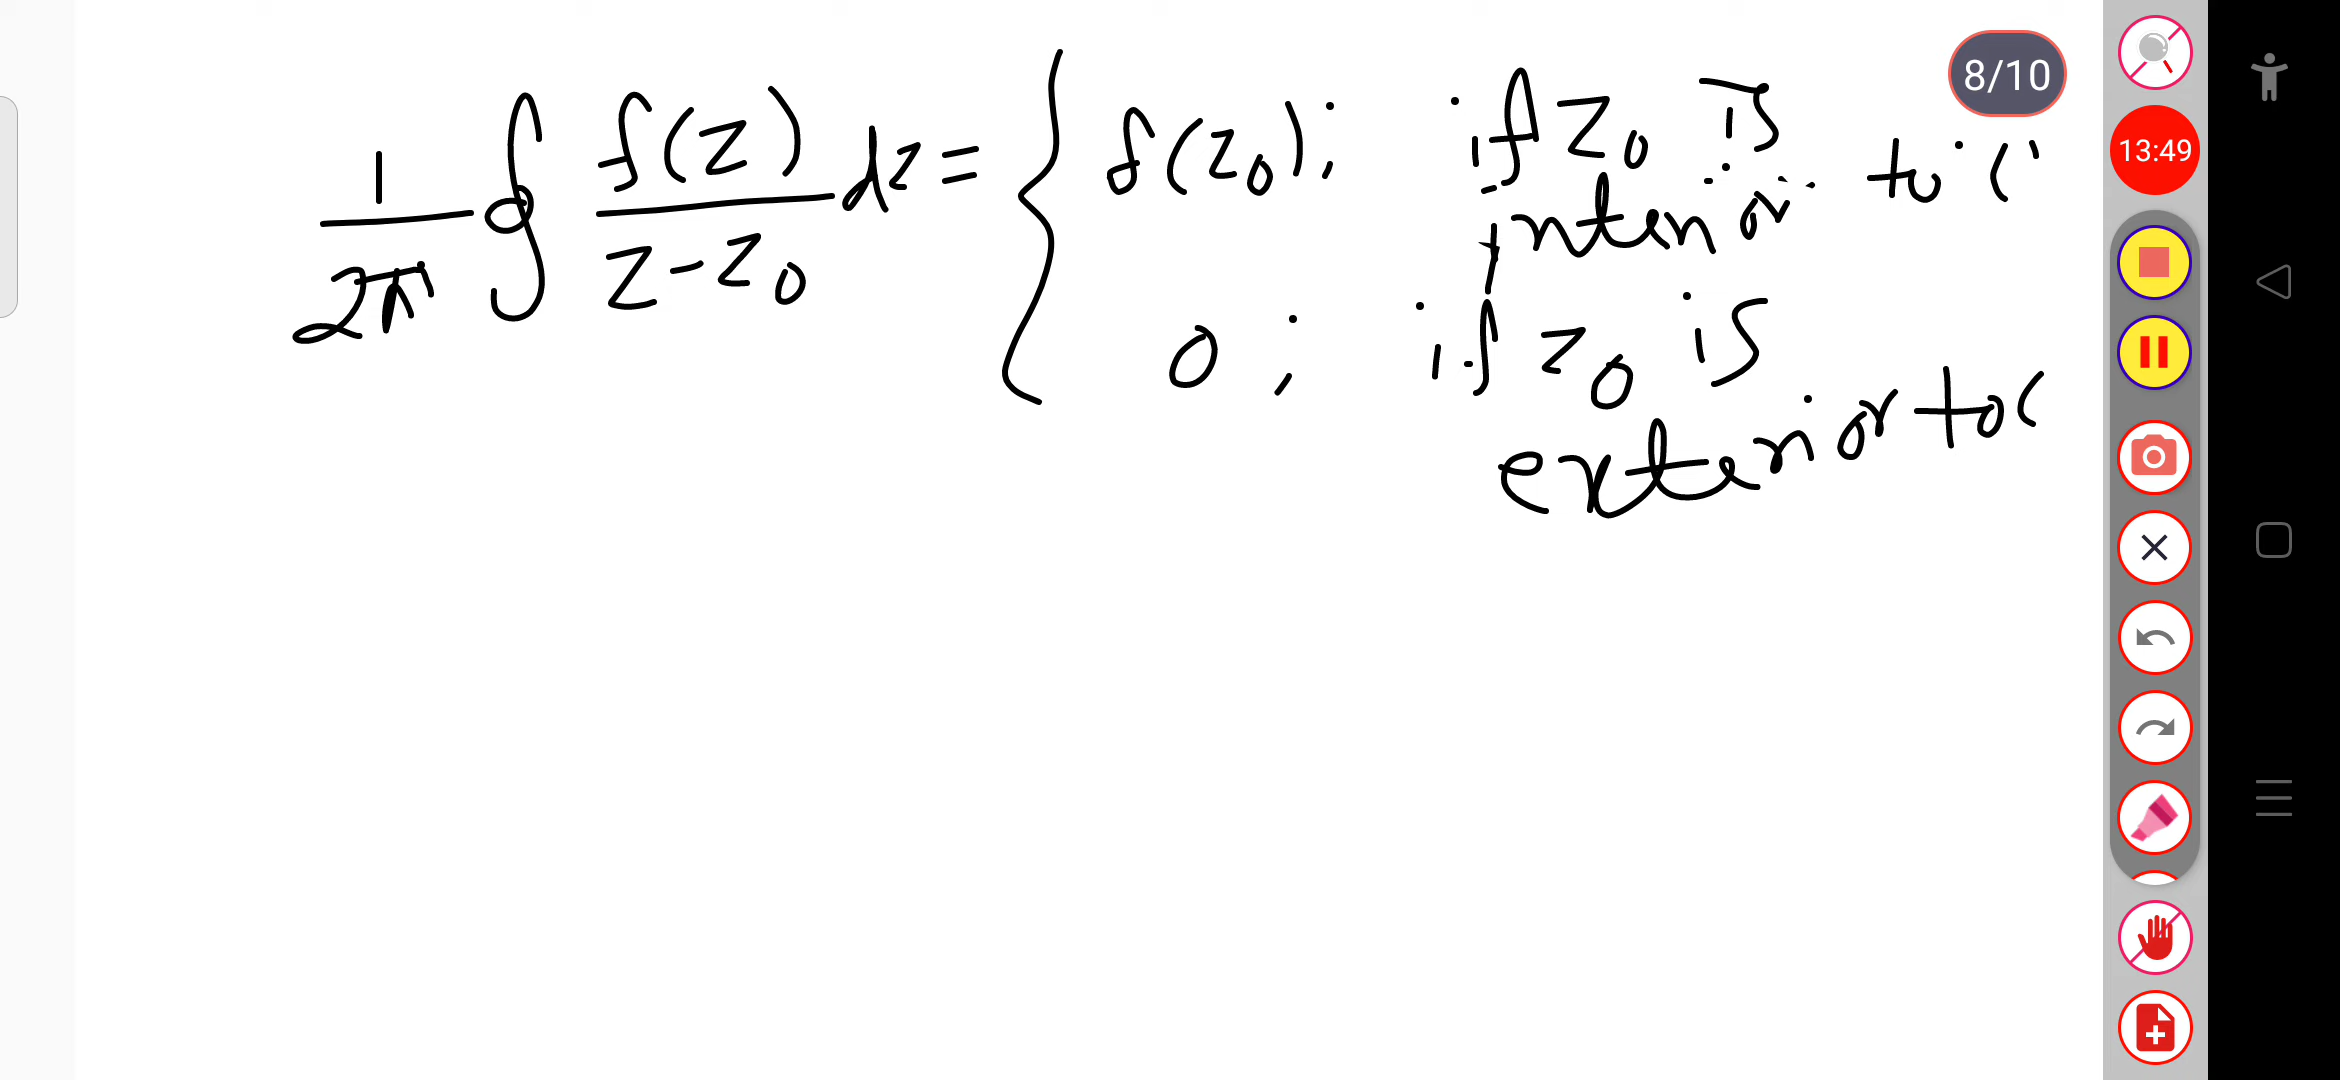 8/10
13:49
1/2πi ∮ f(z)/(z-z₀) dz = { f(z₀); if z₀ is
interior to C
0; if z₀ is
exterior to C